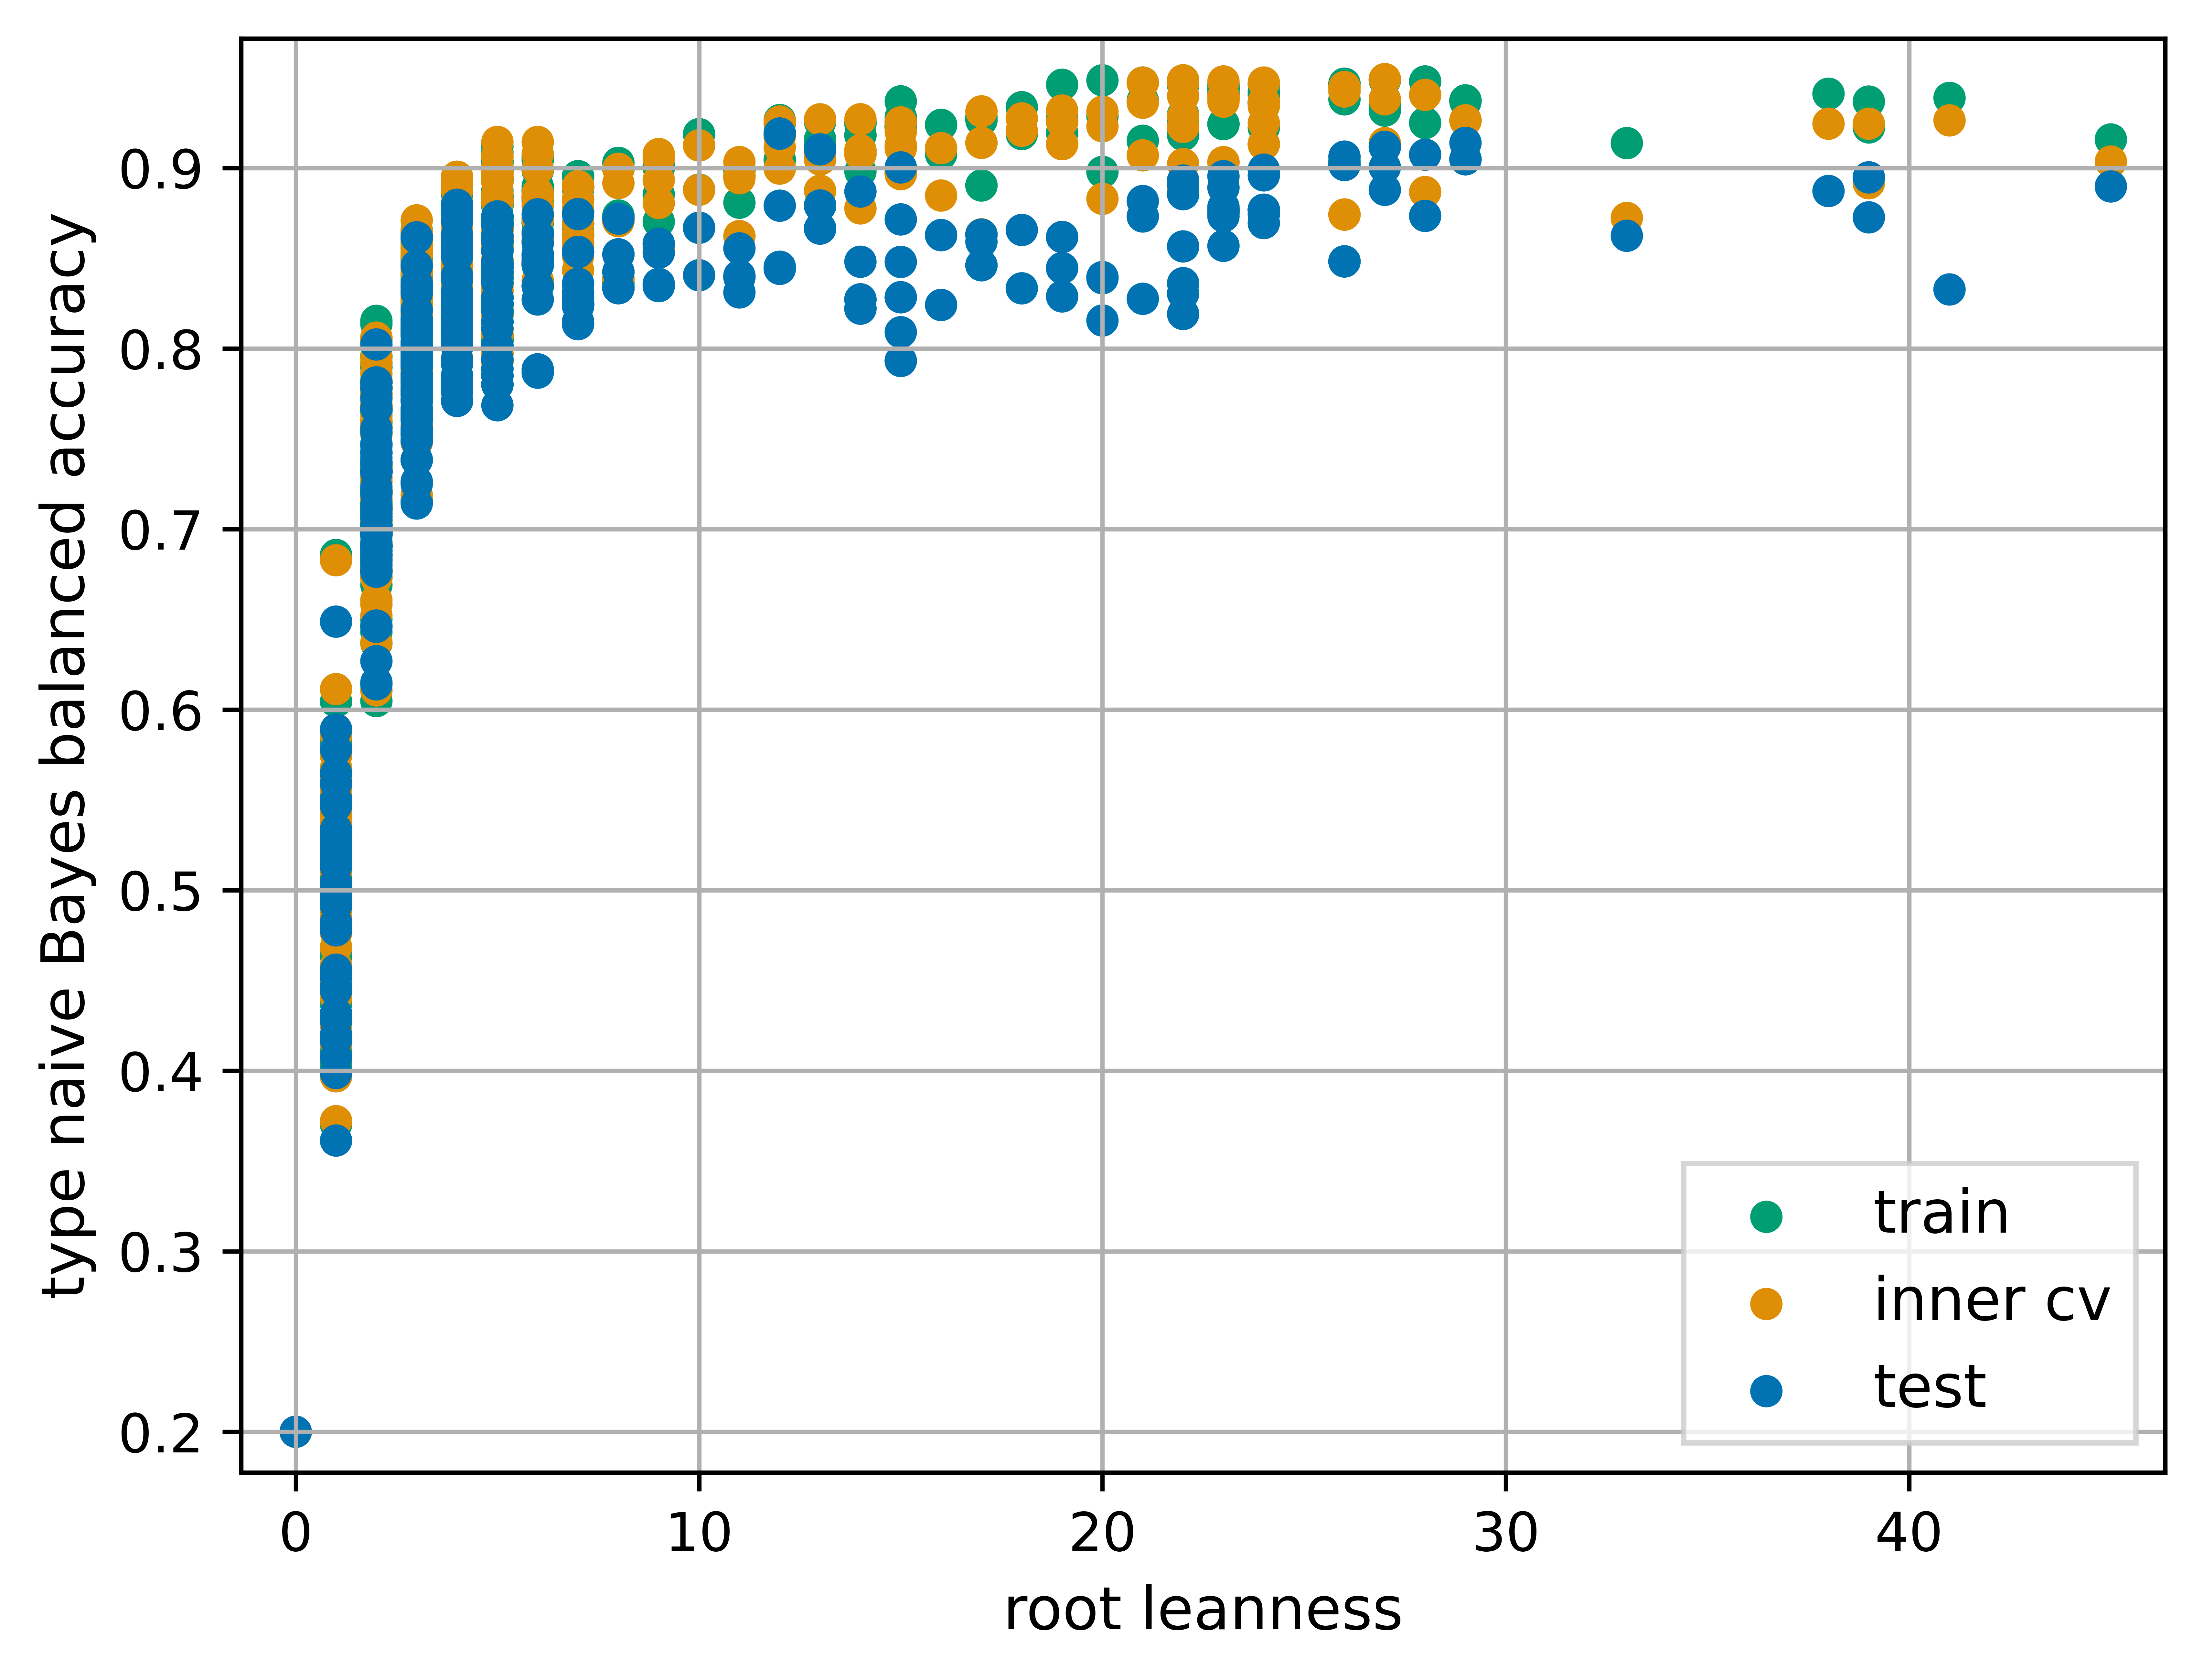 type naive Bayes balanced accuracy
0.9
0.8
0.7
0.6
0.5
0.4
0.3
0.2
0 10 20 30 40
root leanness
train
inner cv
test